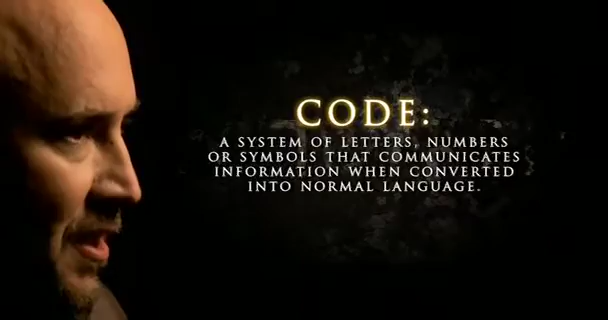 CODE:
A SYSTEM OF LETTERS, NUMBERS
OR SYMBOLS THAT COMMUNICATES
INFORMATION WHEN CONVERTED
INTO NORMAL LANGUAGE.